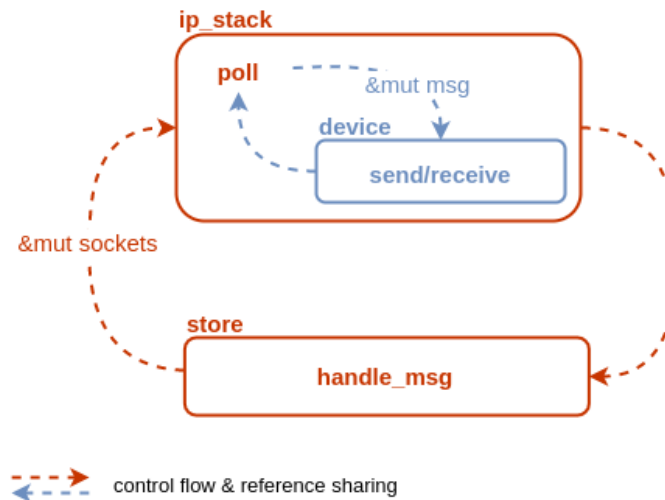 ip_stack
poll
&mut msg
device
send/receive
&mut sockets
store
handle_msg
control flow & reference sharing